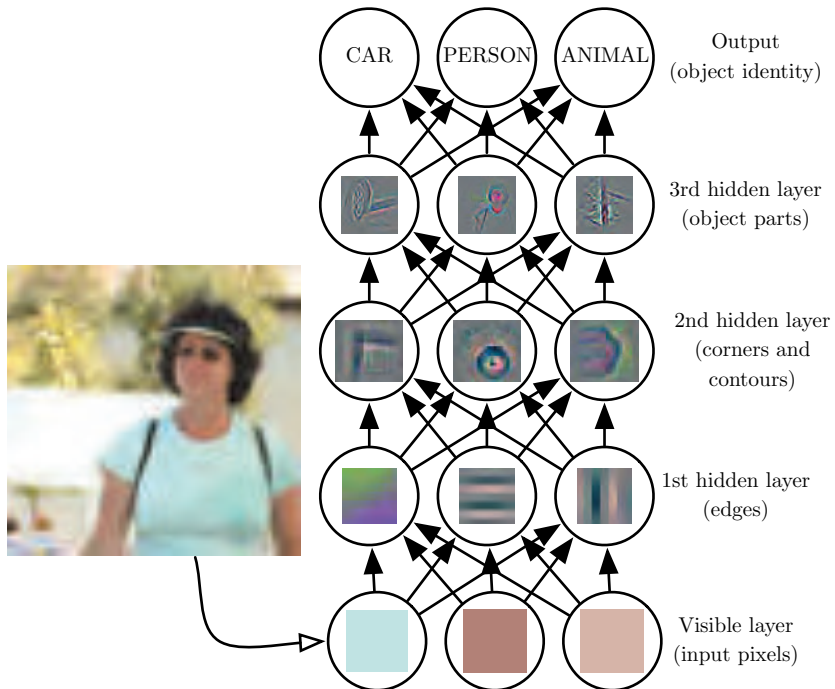 CAR
PERSON
ANIMAL
Output
(object identity)
3rd hidden layer
(object parts)
2nd hidden layer
(corners and
contours)
1st hidden layer
(edges)
Visible layer
(input pixels)